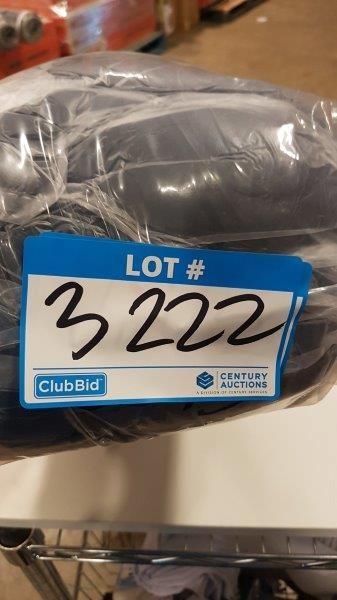 LOT #
3222
ClubBid
CENTURY
AUCTIONS
A DIVISION OF CENTURY SERVICES